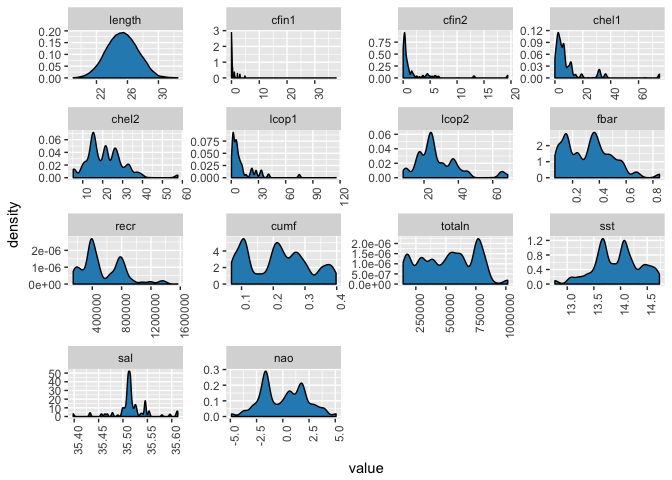 length cfin1 cfin2 chel1
0.20 0.15 0.10 0.05 0.00
3 2 1 0
0.75 0.50 0.25 0.00
0.12 0.08 0.04 0.00
22 26 30
0 10 20 30
0 5 10 15 20
0 20 40 60
chel2 lcop1 lcop2 fbar
0.06 0.04 0.02 0.00
0.075 0.050 0.025 0.000
0.06 0.03 0.00
2 1 0
10 20 30 40 50 60
0 30 60 90 120
20 40 60
0.2 0.4 0.6 0.8
density
recr cumf totaln sst
2e-06 1e-06 0e+00
5 4 3 2 1 0
2.0e-06 1.5e-06 1.0e-06 5.0e-07 0.0e+00
1.2 0.8 0.4 0.0
400000 800000 1200000 1600000
0.1 0.2 0.3 0.4
250000 500000 750000 1000000
13.0 13.5 14.0 14.5
sal nao
50 40 30 20 10 0
0.3 0.2 0.1 0.0
35.40 35.45 35.50 35.55 35.60
-5.0 -2.5 0.0 2.5 5.0
value